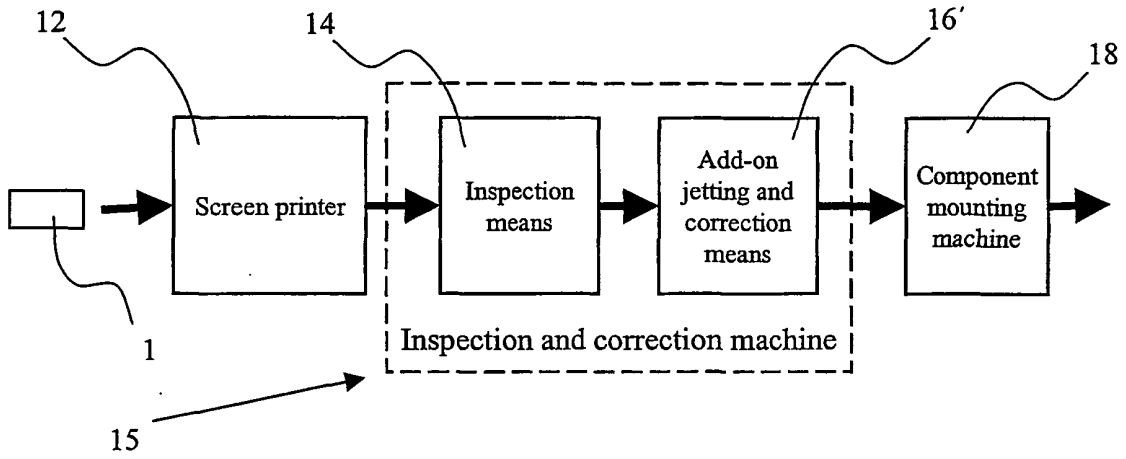 12
14
16′
18
Screen printer
Inspection
means
Add-on
jetting and
correction
means
Component
mounting
machine
Inspection and correction machine
1
15